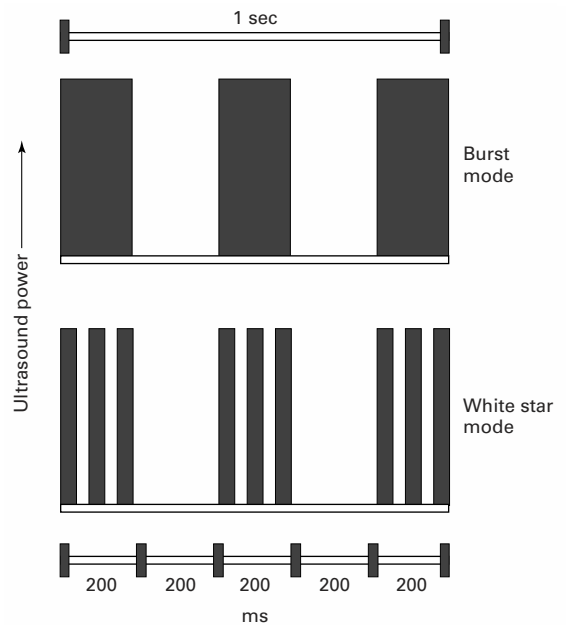 1 sec
Burst
mode
Ultrasound power
White star
mode
200 200 200 200 200
ms